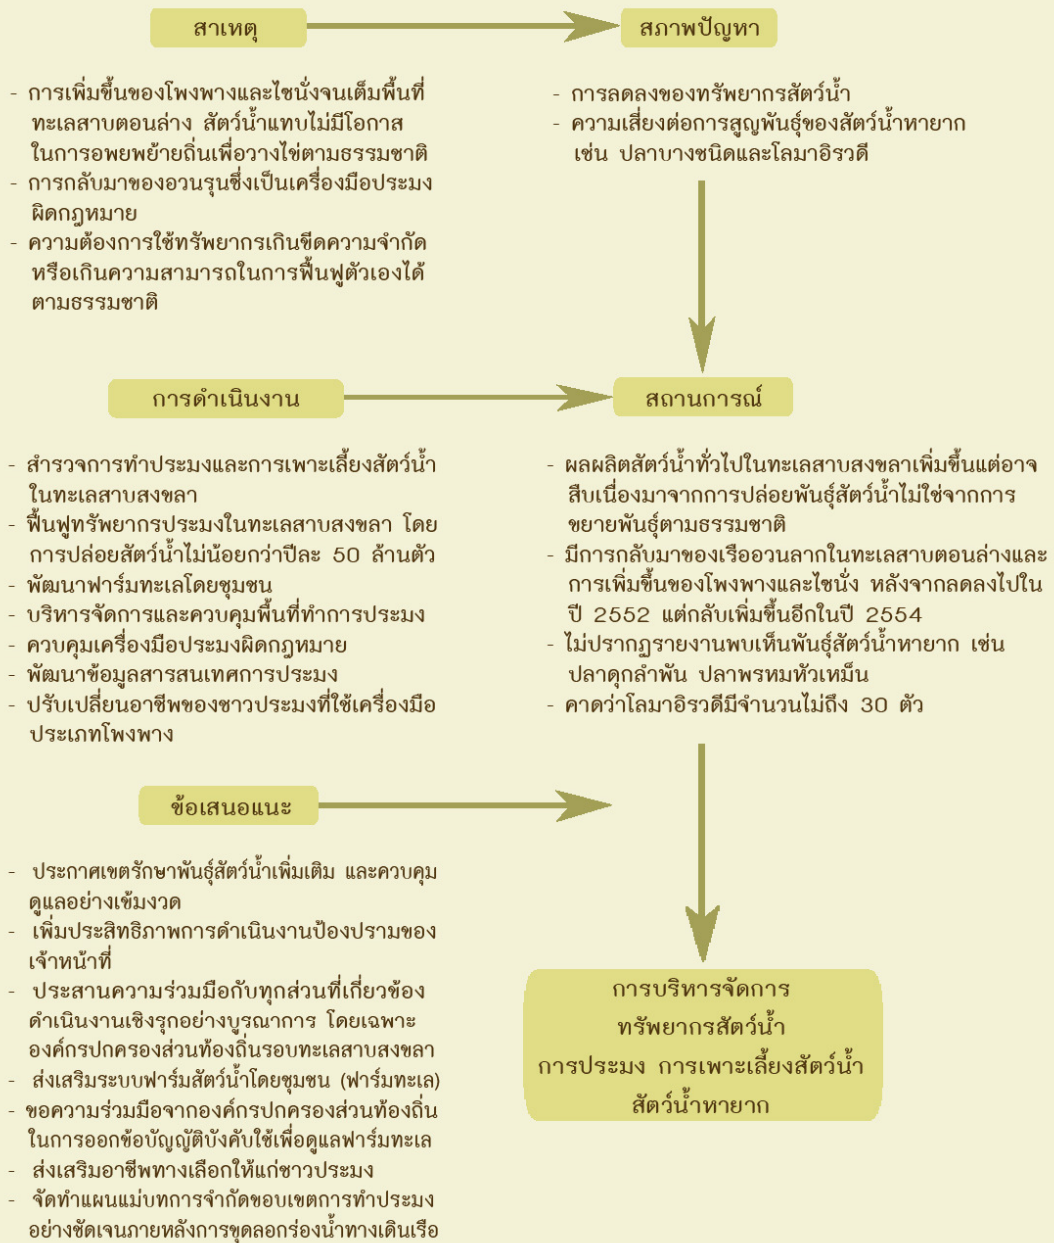 สาเหตุ
- การเพิ่มขึ้นของโพงพางและไซนั่งจนเต็มพื้นที่
ทะเลสาบตอนล่าง สัตว์น้ำแทบไม่มีโอกาส
ในการอพยพย้ายถิ่นเพื่อวางไข่ตามธรรมชาติ
- การกลับมาของอวนรุนซึ่งเป็นเครื่องมือประมง
ผิดกฎหมาย
- ความต้องการใช้ทรัพยากรเกินขีดความจำกัด
หรือเกินความสามารถในการฟื้นฟูตัวเองได้
ตามธรรมชาติ
สภาพปัญหา
- การลดลงของทรัพยากรสัตว์น้ำ
- ความเสี่ยงต่อการสูญพันธุ์ของสัตว์น้ำหายาก
เช่น ปลาบางชนิดและโลมาอิรวดี
การดำเนินงาน
- สำรวจการทำประมงและการเพาะเลี้ยงสัตว์น้ำ
ในทะเลสาบสงขลา
- ฟื้นฟูทรัพยากรประมงในทะเลสาบสงขลา โดย
การปล่อยสัตว์น้ำไม่น้อยกว่าปีละ 50 ล้านตัว
- พัฒนาฟาร์มทะเลโดยชุมชน
- บริหารจัดการและควบคุมพื้นที่ทำการประมง
- ควบคุมเครื่องมือประมงผิดกฎหมาย
- พัฒนาข้อมูลสารสนเทศการประมง
- ปรับเปลี่ยนอาชีพของชาวประมงที่ใช้เครื่องมือ
ประเภทโพงพาง
สถานการณ์
- ผลผลิตสัตว์น้ำทั่วไปในทะเลสาบสงขลาเพิ่มขึ้นแต่อาจ
สืบเนื่องมาจากการปล่อยพันธุ์สัตว์น้ำไม่ใช่จากการ
ขยายพันธุ์ตามธรรมชาติ
- มีการกลับมาของเรืออวนลากในทะเลสาบตอนล่างและ
การเพิ่มขึ้นของโพงพางและไซนั่ง หลังจากลดลงไปใน
ปี 2552 แต่กลับเพิ่มขึ้นอีกในปี 2554
- ไม่ปรากฏรายงานพบเห็นพันธุ์สัตว์น้ำหายาก เช่น
ปลาดุกลำพัน ปลาพรหมหัวเหม็น
- คาดว่าโลมาอิรวดีมีจำนวนไม่ถึง 30 ตัว
ข้อเสนอแนะ
- ประกาศเขตรักษาพันธุ์สัตว์น้ำเพิ่มเติม และควบคุม
ดูแลอย่างเข้มงวด
- เพิ่มประสิทธิภาพการดำเนินงานป้องปรามของ
เจ้าหน้าที่
- ประสานความร่วมมือกับทุกส่วนที่เกี่ยวข้อง
ดำเนินงานเชิงรุกอย่างบูรณาการ โดยเฉพาะ
องค์กรปกครองส่วนท้องถิ่นรอบทะเลสาบสงขลา
- ส่งเสริมระบบฟาร์มสัตว์น้ำโดยชุมชน (ฟาร์มทะเล)
- ขอความร่วมมือจากองค์กรปกครองส่วนท้องถิ่น
ในการออกข้อบัญญัติบังคับใช้เพื่อดูแลฟาร์มทะเล
- ส่งเสริมอาชีพทางเลือกให้แก่ชาวประมง
- จัดทำแผนแม่บทการจำกัดขอบเขตการทำประมง
อย่างชัดเจนภายหลังการขุดลอกร่องน้ำทางเดินเรือ
การบริหารจัดการ
ทรัพยากรสัตว์น้ำ
การประมง การเพาะเลี้ยงสัตว์น้ำ
สัตว์น้ำหายาก